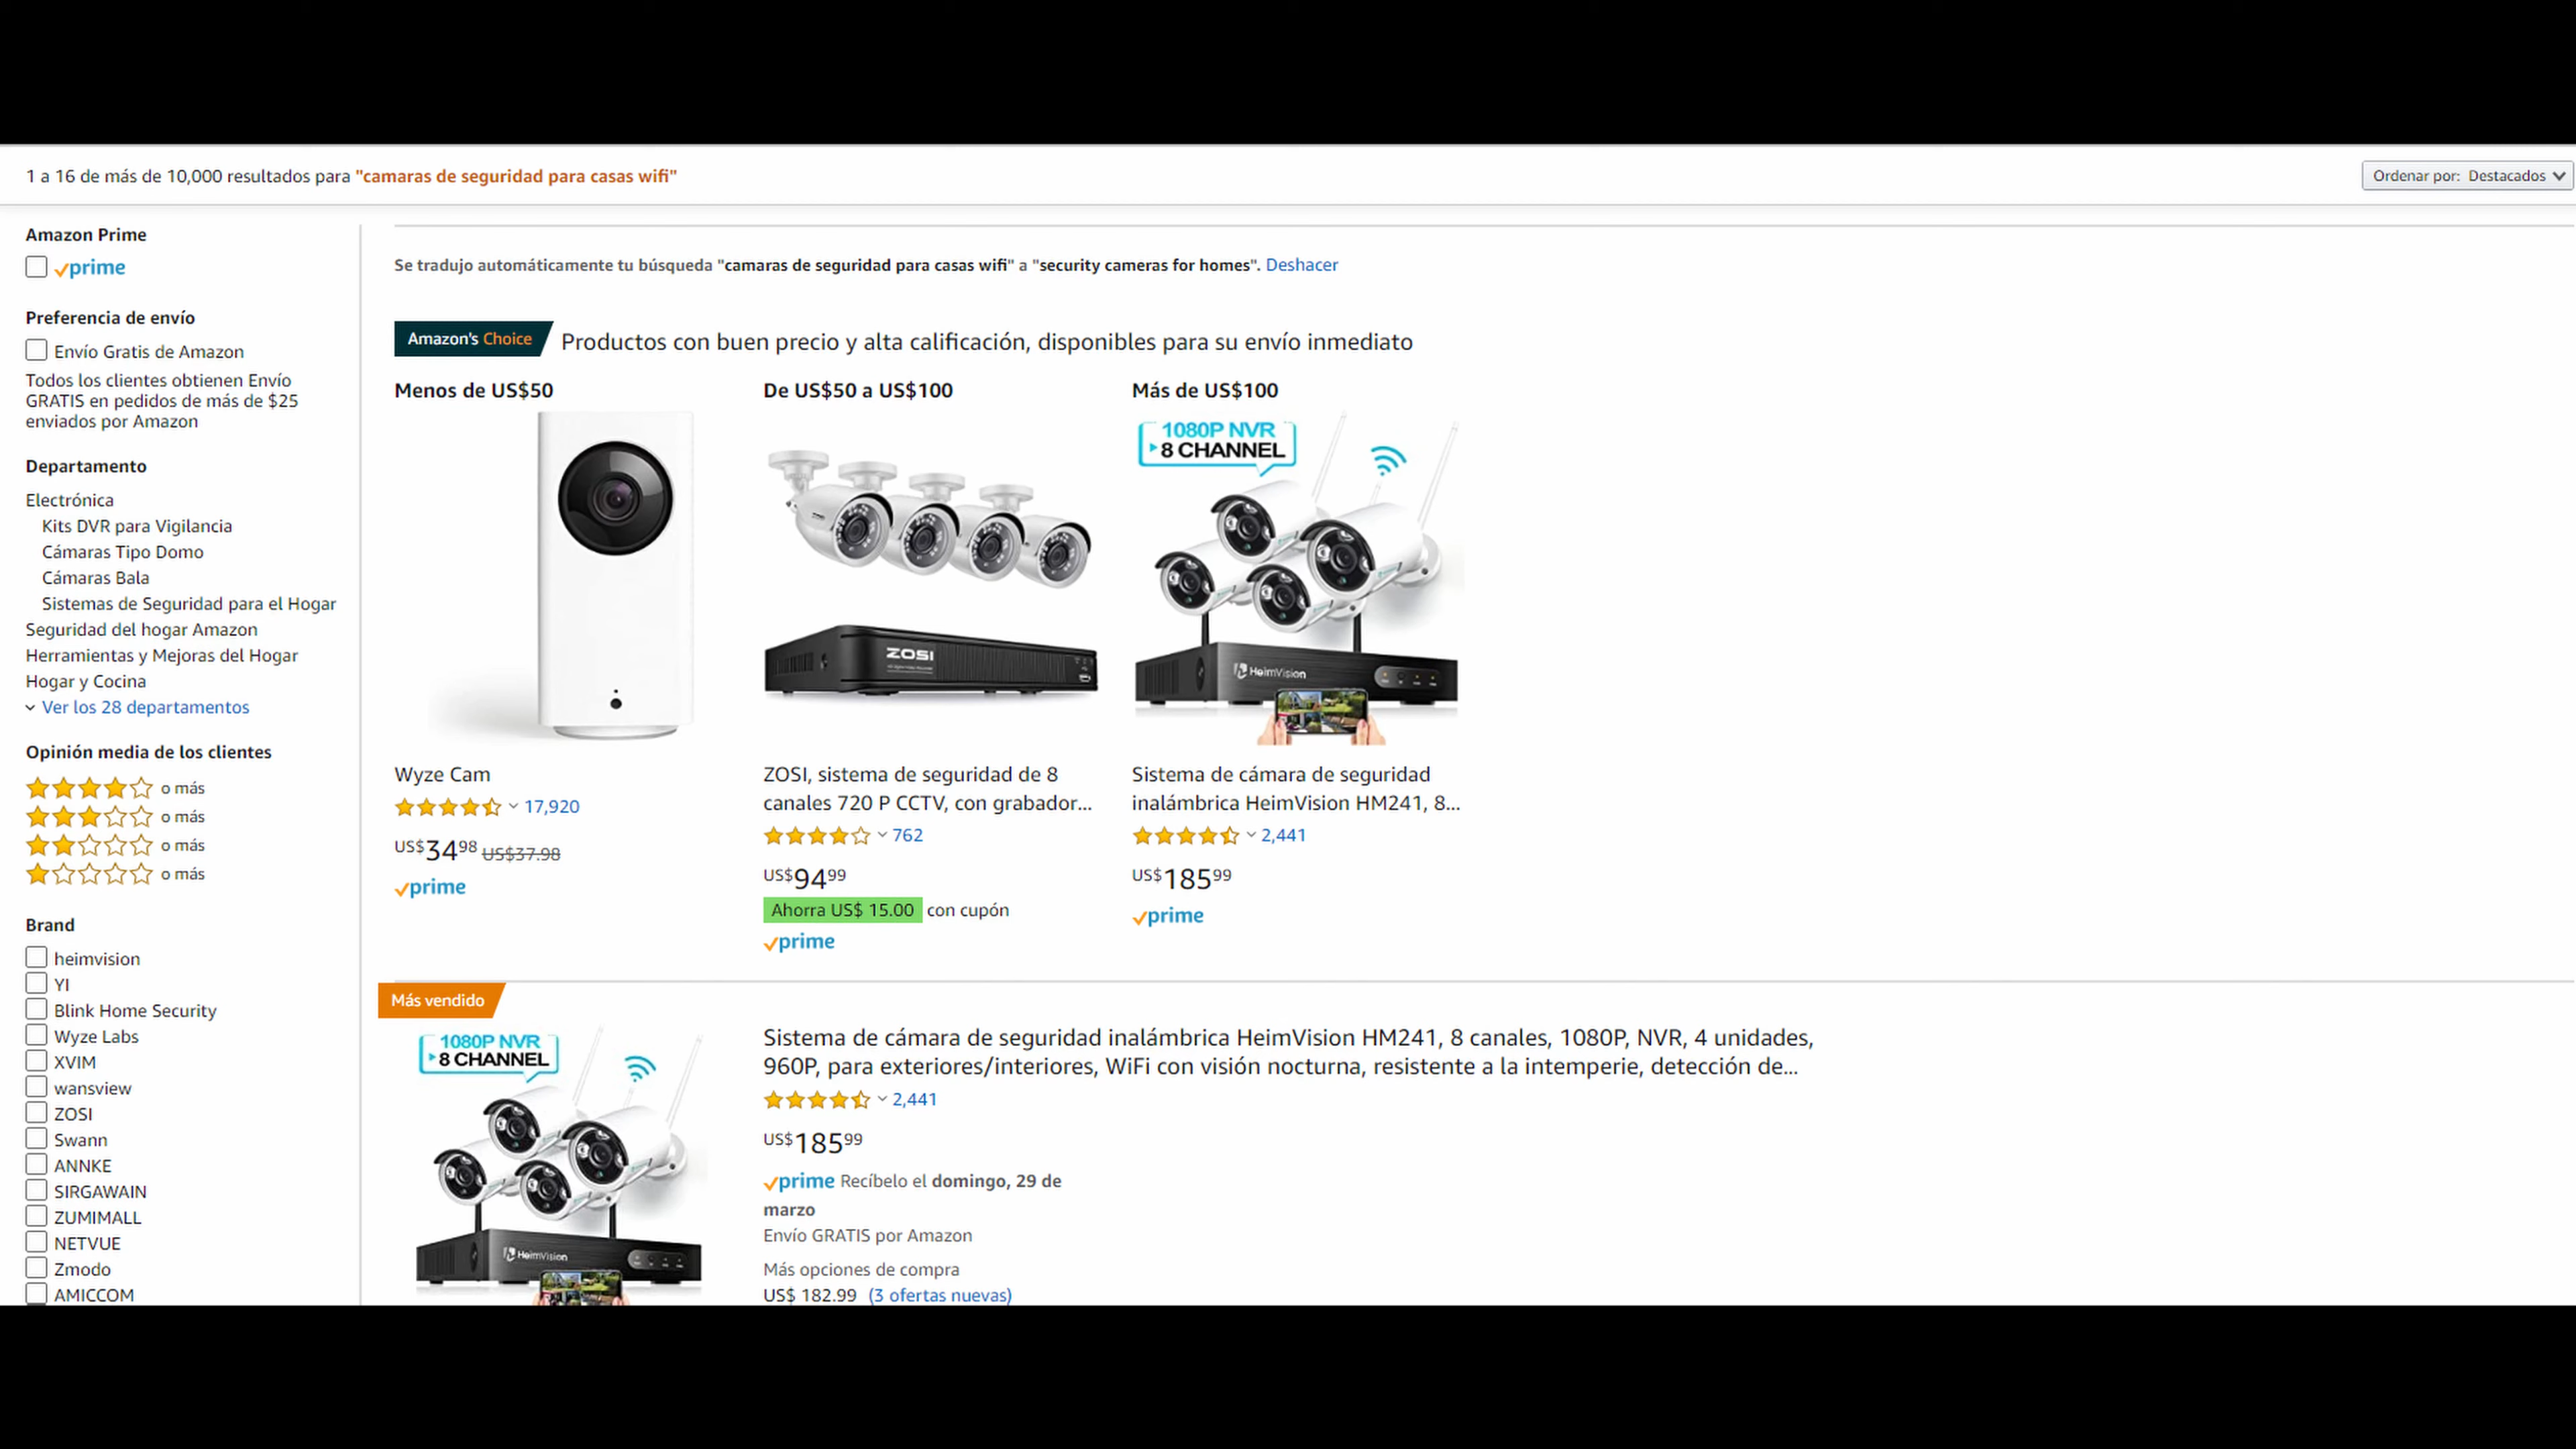 1 a 16 de más de 10,000 resultados para "camaras de seguridad para casas wifi"
Ordenar por: Destacados
Amazon Prime
prime
Preferencia de envío
Envío Gratis de Amazon
Todos los clientes obtienen Envío
GRATIS en pedidos de más de $25
enviados por Amazon
Departamento
Electrónica
Kits DVR para Vigilancia
Cámaras Tipo Domo
Cámaras Bala
Sistemas de Seguridad para el Hogar
Seguridad del hogar Amazon
Herramientas y Mejoras del Hogar
Hogar y Cocina
Ver los 28 departamentos
Opinión media de los clientes
o más
o más
o más
o más
Brand
heimvision
YI
Blink Home Security
Wyze Labs
XVIM
wansview
ZOSI
Swann
ANNKE
SIRGAWAIN
ZUMIMALL
NETVUE
Zmodo
AMICCOM
Se tradujo automáticamente tu búsqueda "camaras de seguridad para casas wifi" a "security cameras for homes". Deshacer
Amazon's Choice Productos con buen precio y alta calificación, disponibles para su envío inmediato
Menos de US$50
Wyze Cam
17,920
US$34 98 US$37.98
prime
De US$50 a US$100
ZOSI
ZOSI, sistema de seguridad de 8
canales 720 P CCTV, con grabador...
762
US$94 99
Ahorra US$ 15.00 con cupón
prime
Más de US$100
1080P NVR
8 CHANNEL
HeimVision
Sistema de cámara de seguridad
inalámbrica HeimVision HM241, 8...
2,441
US$185 99
prime
Más vendido
1080P NVR
8 CHANNEL
HeimVision
Sistema de cámara de seguridad inalámbrica HeimVision HM241, 8 canales, 1080P, NVR, 4 unidades,
960P, para exteriores/interiores, WiFi con visión nocturna, resistente a la intemperie, detección de...
2,441
US$185 99
prime Recíbelo el domingo, 29 de
marzo
Envío GRATIS por Amazon
Más opciones de compra
US$ 182.99 (3 ofertas nuevas)